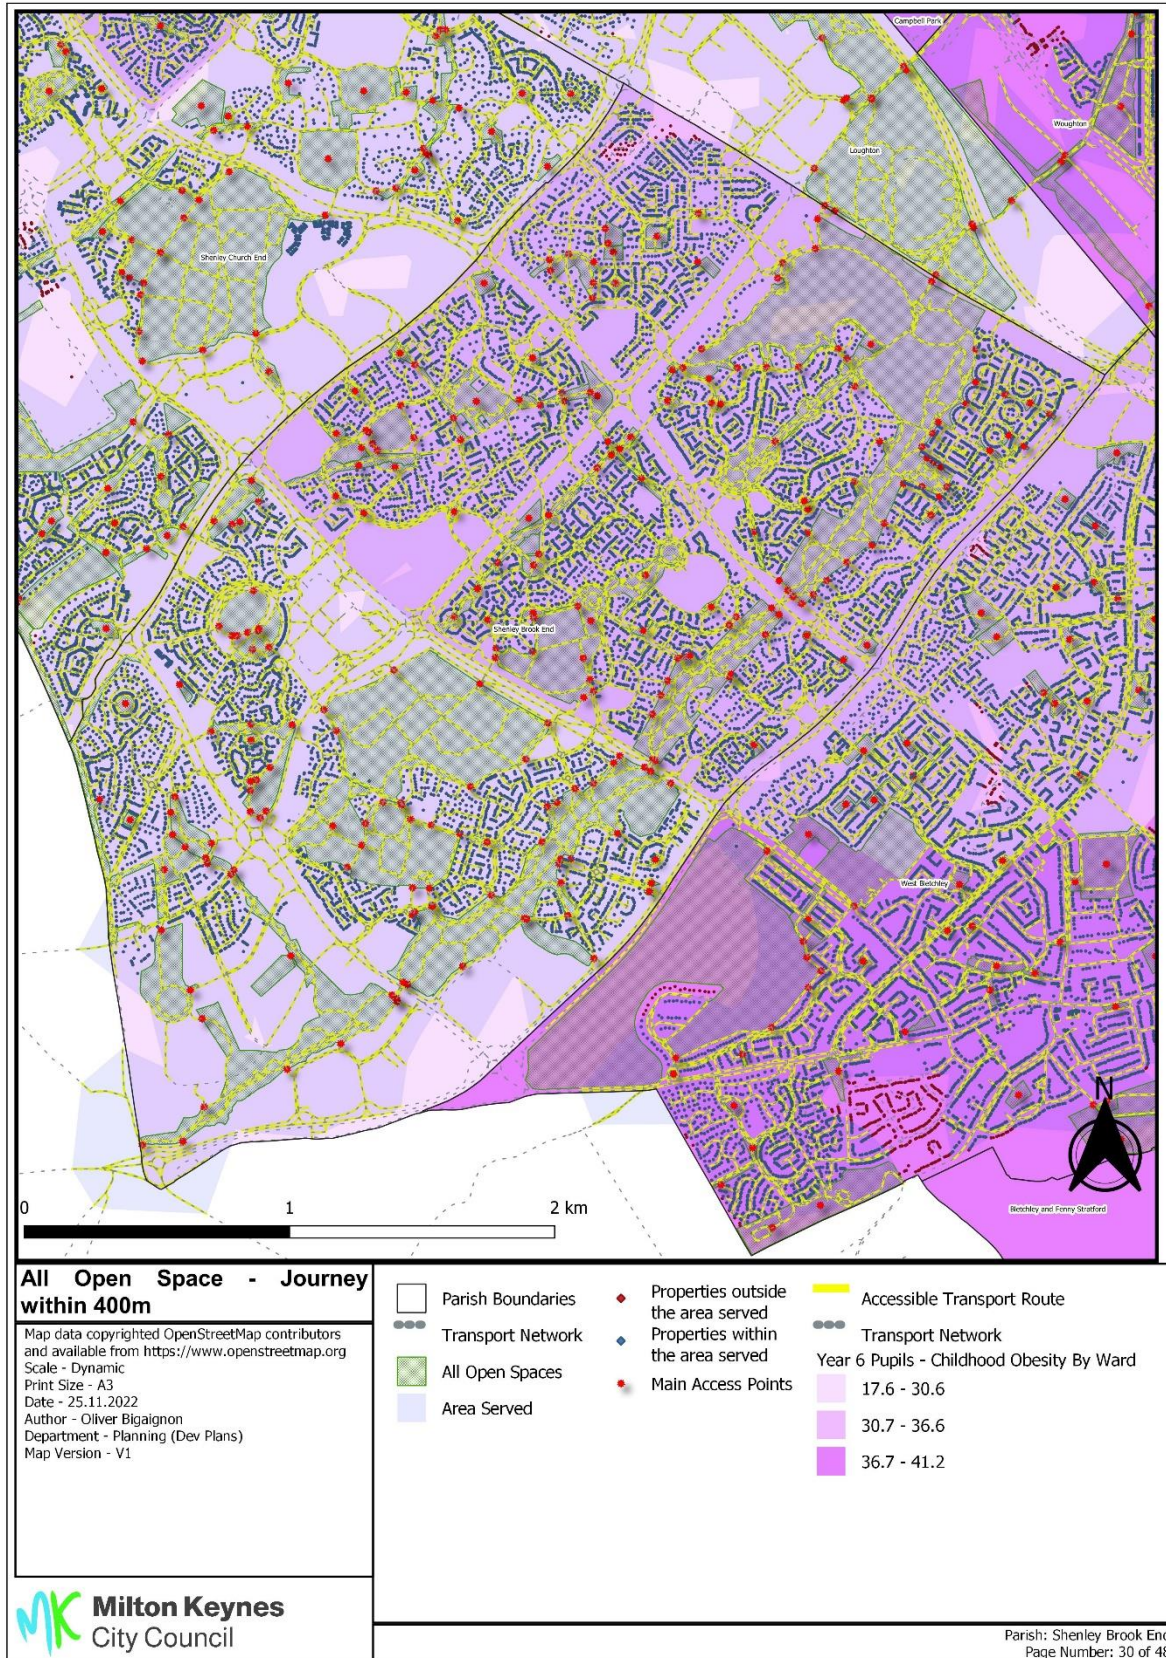 Campbell Park
Woughton
Loughton
Shenley Church End
Shenley Brook End
West Bletchley
Bletchley and Fenny Stratford
N
0 1 2 km
All Open Space - Journey
within 400m
Map data copyrighted OpenStreetMap contributors
and available from https://www.openstreetmap.org
Scale - Dynamic
Print Size - A3
Date - 25.11.2022
Author - Oliver Bigaignon
Department - Planning (Dev Plans)
Map Version - V1
Parish Boundaries
Transport Network
All Open Spaces
Area Served
Properties outside
the area served
Properties within
the area served
Main Access Points
Accessible Transport Route
Transport Network
Year 6 Pupils - Childhood Obesity By Ward
17.6 - 30.6
30.7 - 36.6
36.7 - 41.2
MK Milton Keynes
City Council
Parish: Shenley Brook End
Page Number: 30 of 48